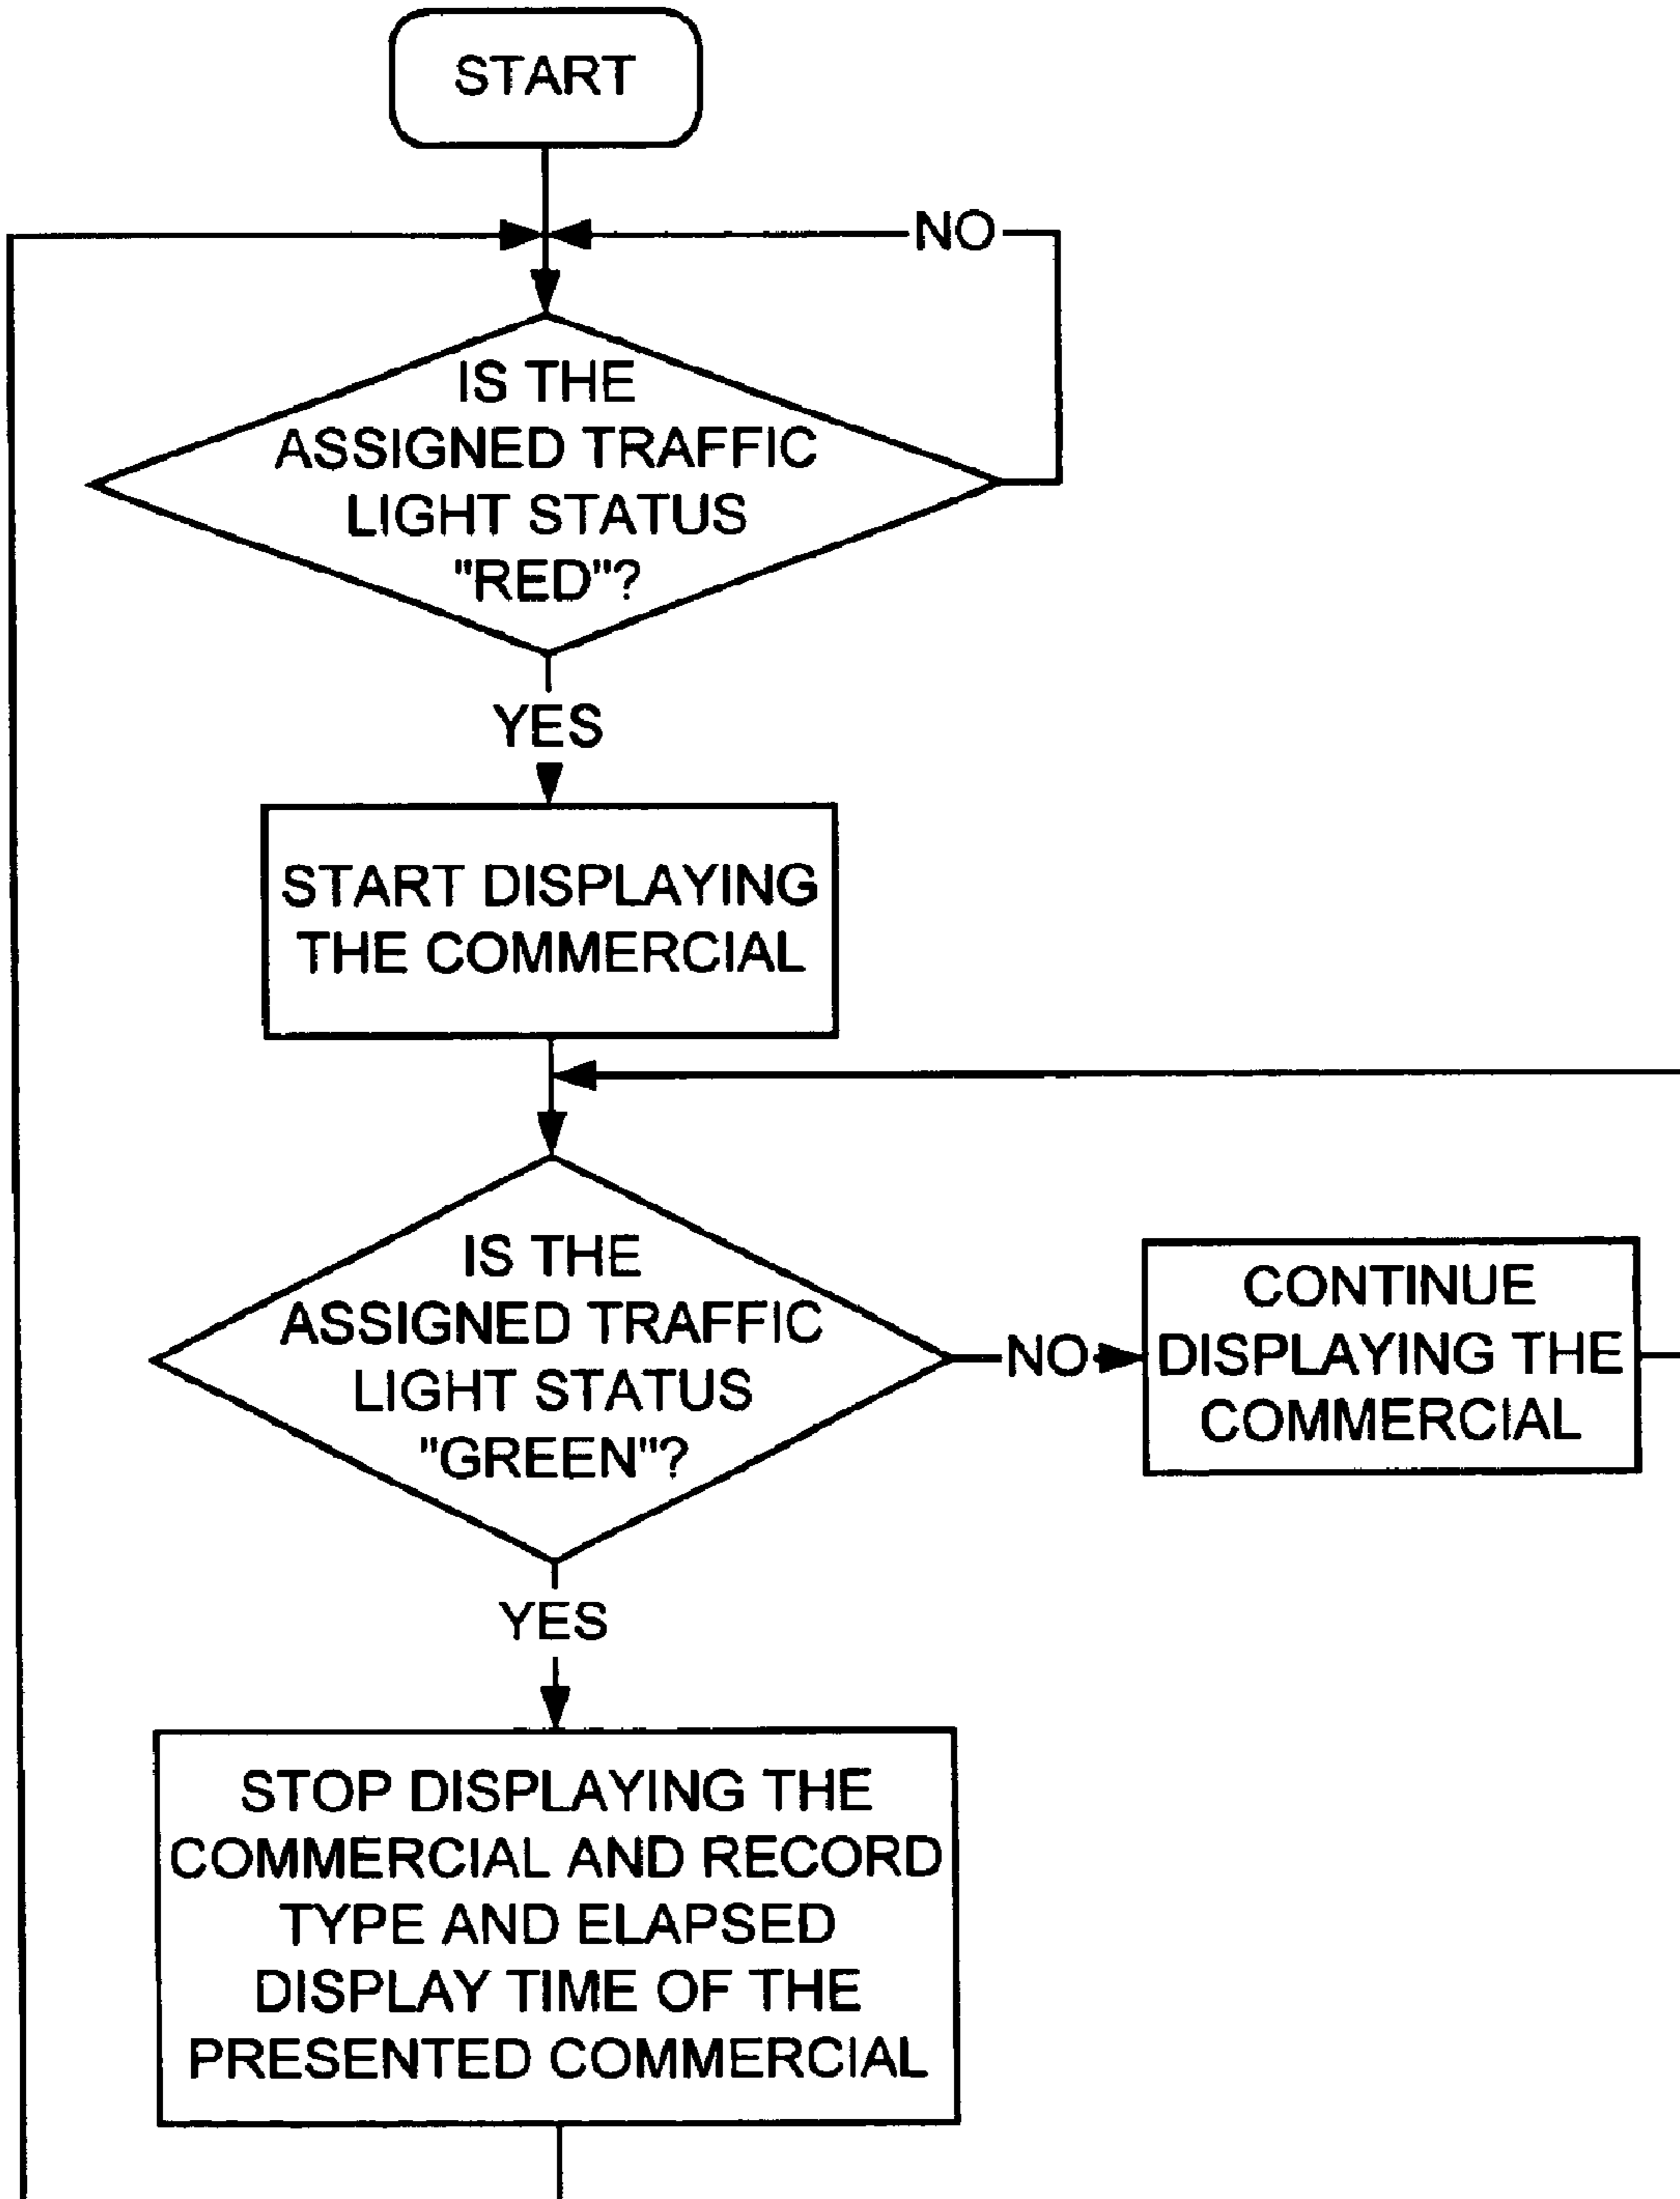 START
NO
IS THE
ASSIGNED TRAFFIC
LIGHT STATUS
"RED"?
YES
START DISPLAYING
THE COMMERCIAL
IS THE
ASSIGNED TRAFFIC
LIGHT STATUS
"GREEN"?
NO
CONTINUE
DISPLAYING THE
COMMERCIAL
YES
STOP DISPLAYING THE
COMMERCIAL AND RECORD
TYPE AND ELAPSED
DISPLAY TIME OF THE
PRESENTED COMMERCIAL